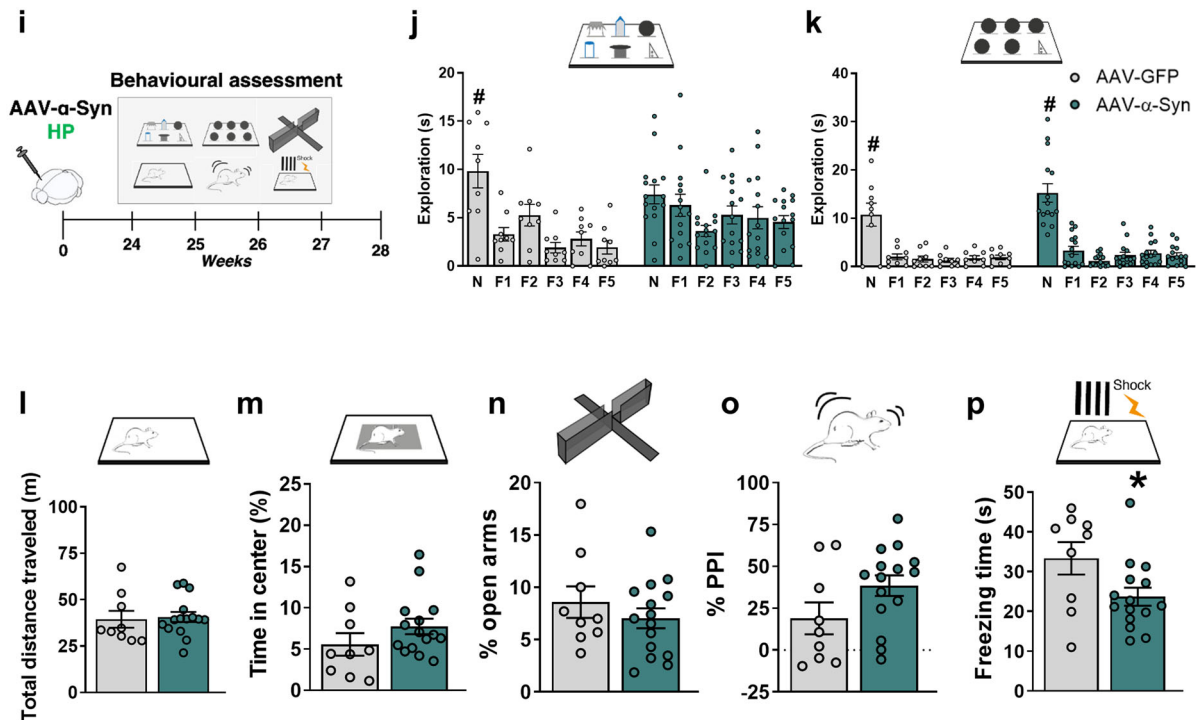 i
Behavioural assessment
AAV-α-Syn
HP
Shock
0 24 25 26 27 28
Weeks
j
Exploration (s)
20
15
10
5
0
#
N F1 F2 F3 F4 F5 N F1 F2 F3 F4 F5
k
AAV-GFP
AAV-α-Syn
Exploration (s)
40
30
20
10
0
#
#
N F1 F2 F3 F4 F5 N F1 F2 F3 F4 F5
l
Total distance traveled (m)
100
75
50
25
0
m
Time in center (%)
25
20
15
10
5
0
n
% open arms
20
15
10
5
0
o
% PPI
100
75
50
25
0
-25
p
Shock
*
Freezing time (s)
50
40
30
20
10
0